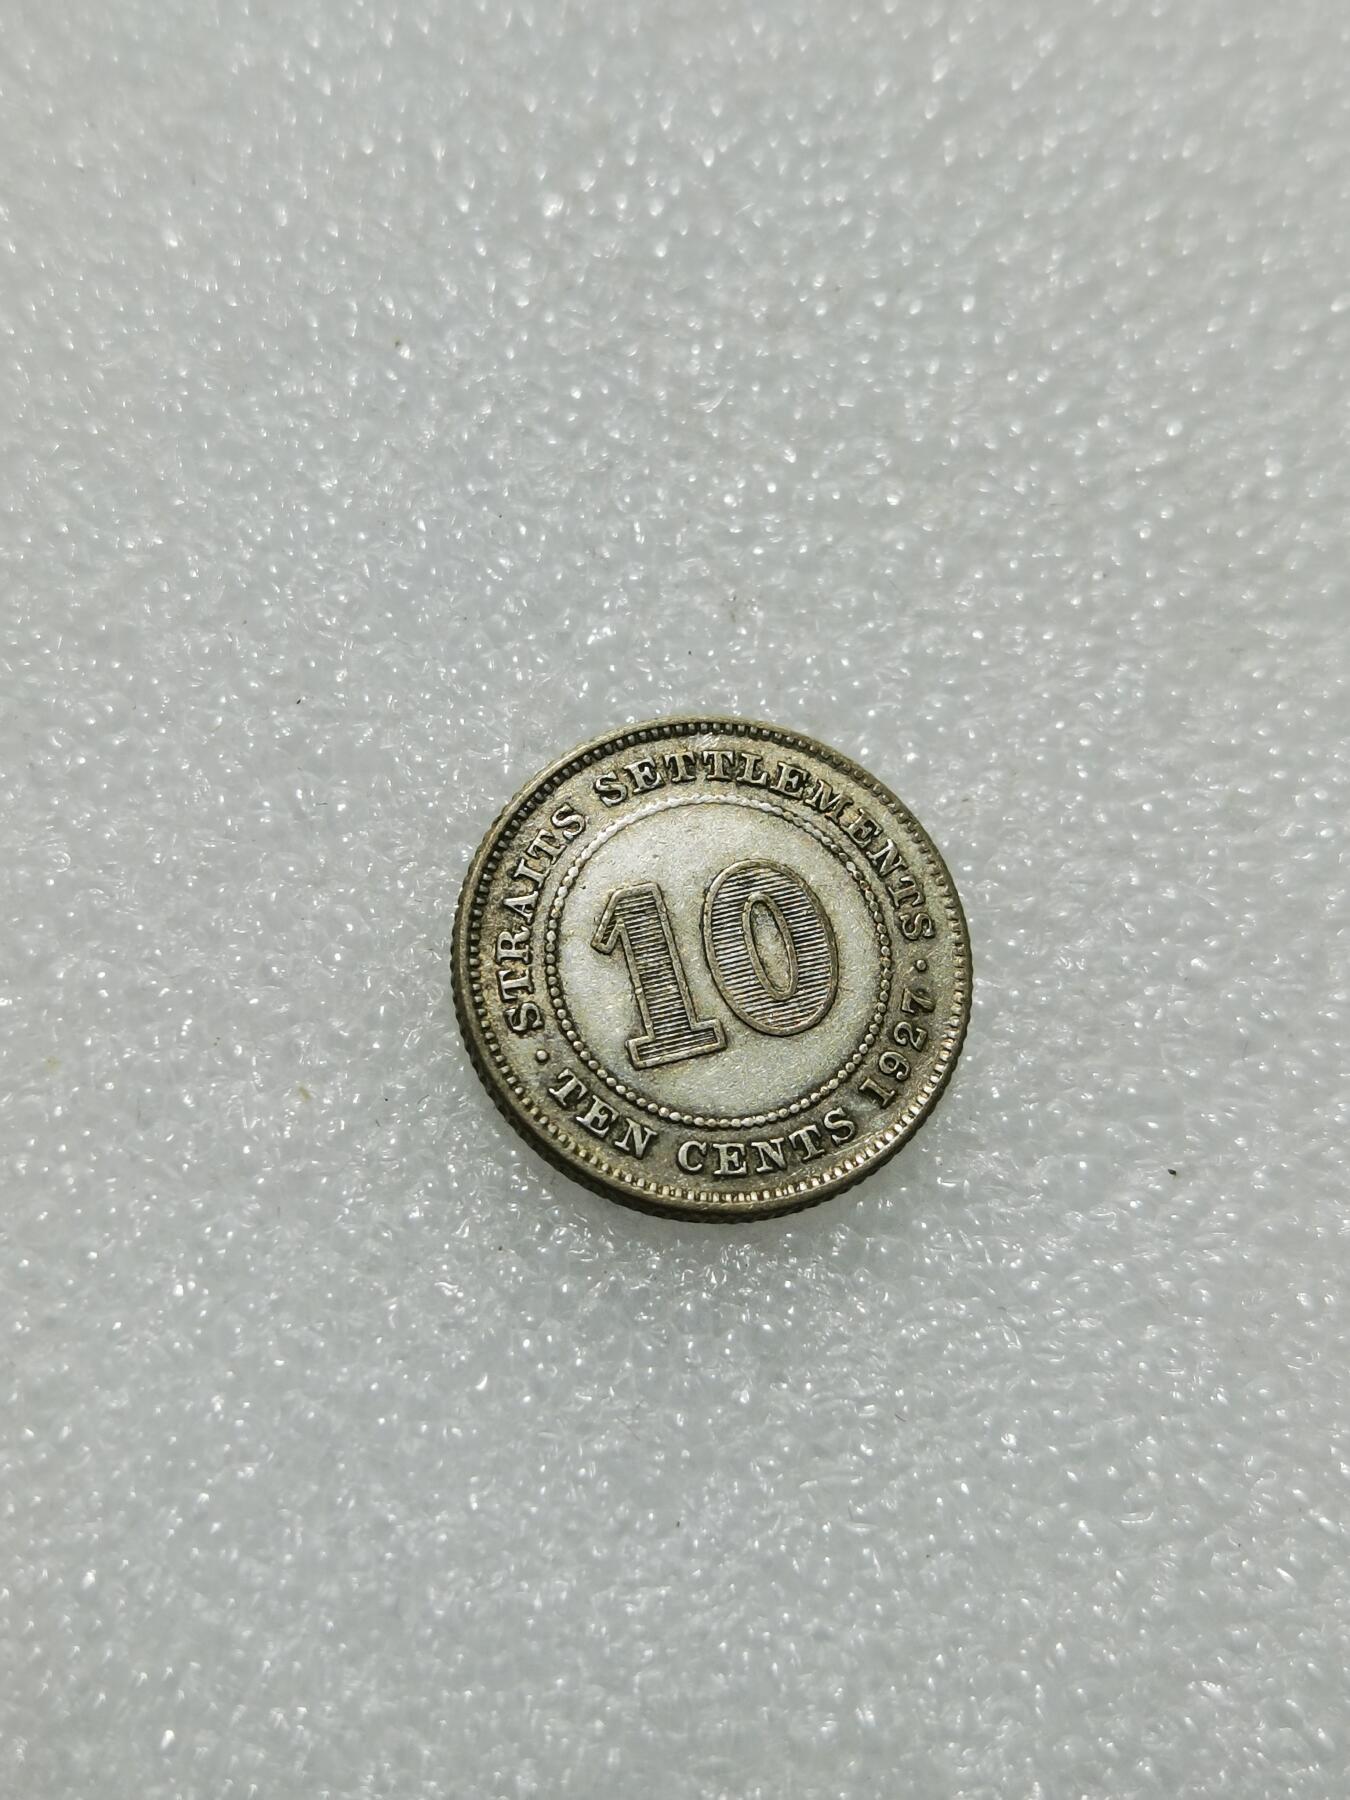 STRAITS SETTLEMENTS
10
· TEN CENTS 1927 ·